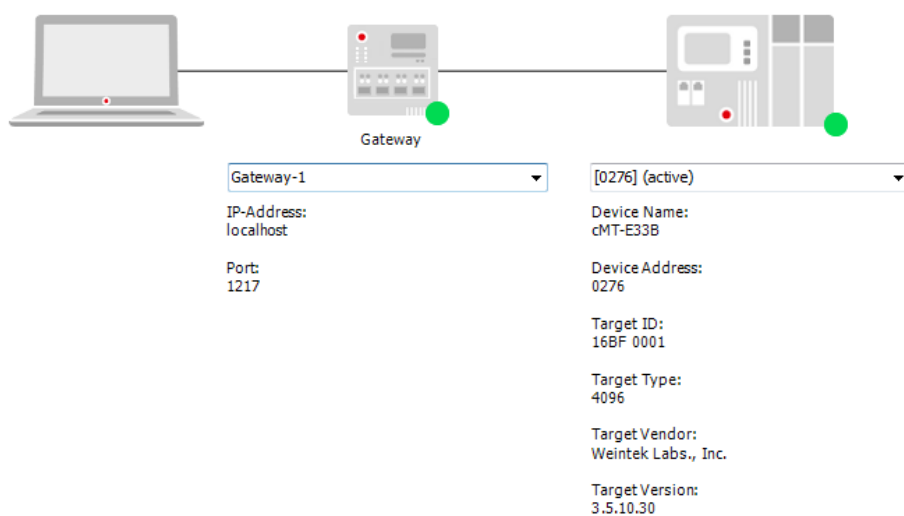 Gateway
Gateway-1
[0276] (active)
IP-Address:
localhost
Port:
1217
Device Name:
cMT-E33B
Device Address:
0276
Target ID:
16BF 0001
Target Type:
4096
Target Vendor:
Weintek Labs., Inc.
Target Version:
3.5.10.30